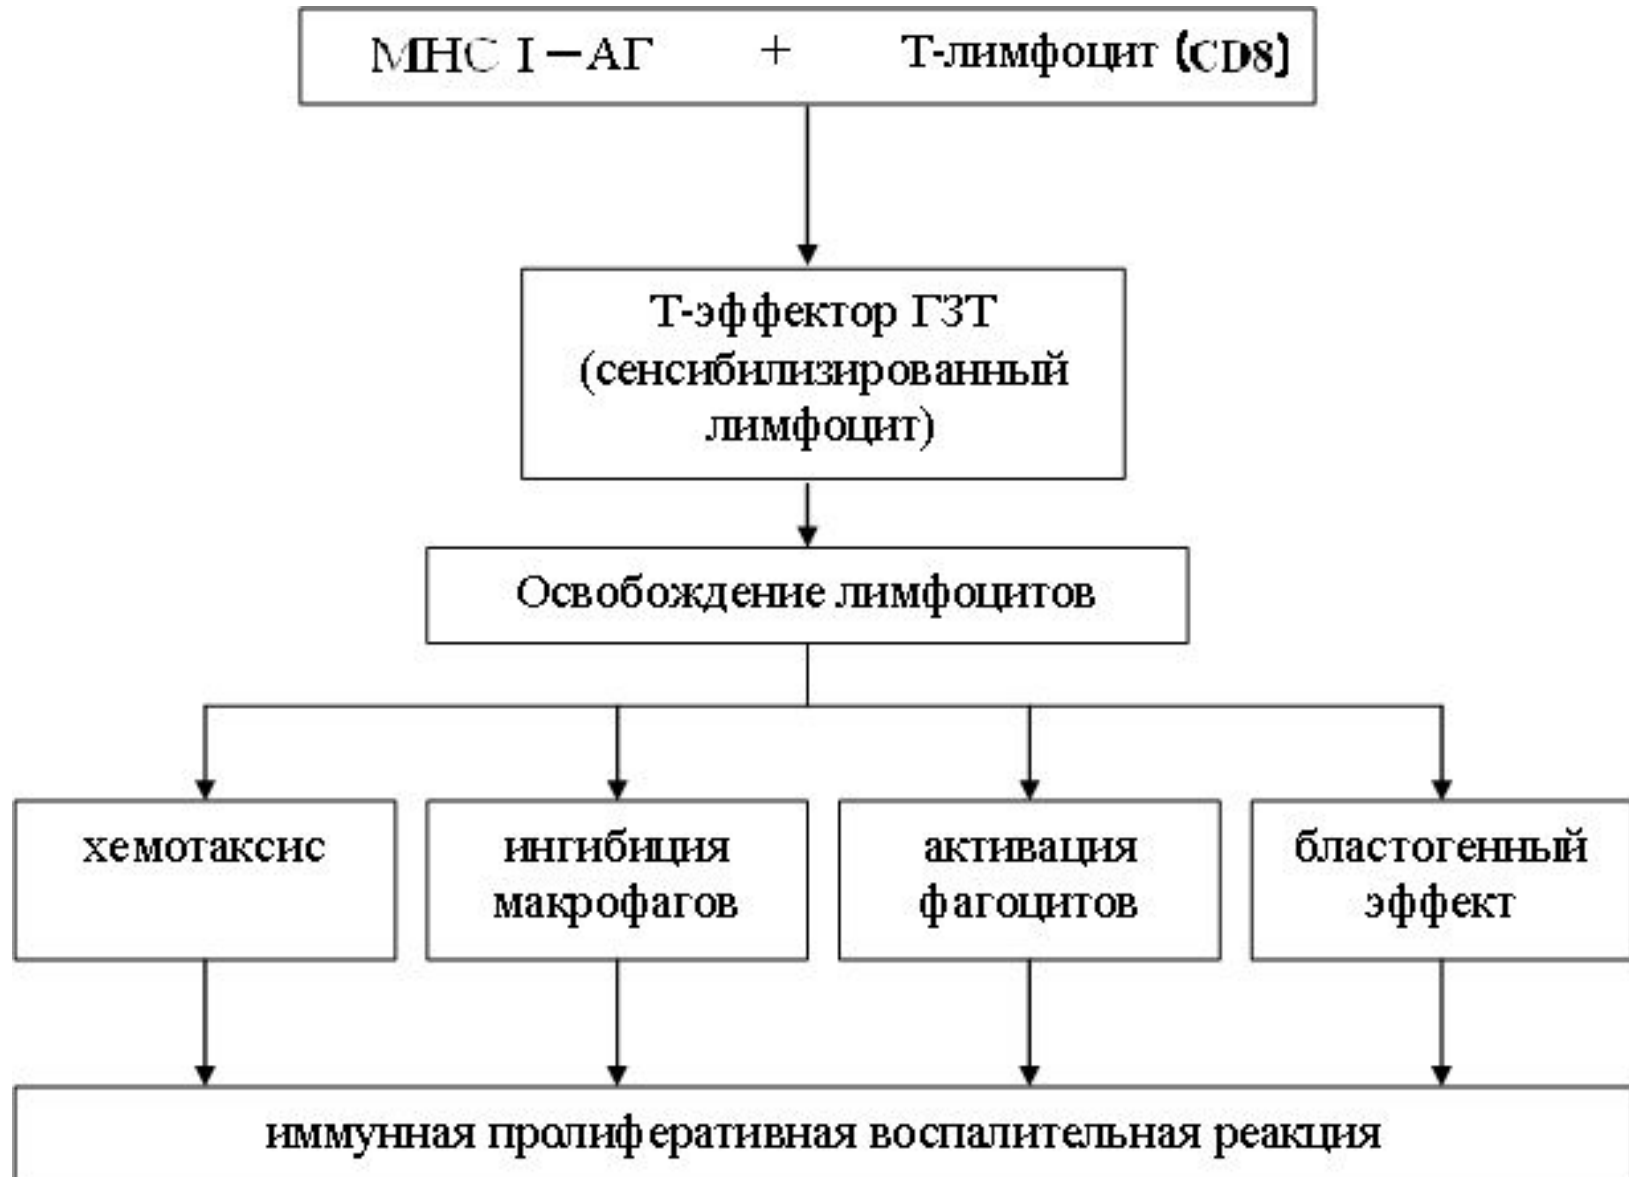 МНС I – АГ + Т-лимфоцит (CD8)
Т-эффектор ГЗТ
(сенсибилизированный
лимфоцит)
Освобождение лимфоцитов
хемотаксис
ингибиция
макрофагов
активация
фагоцитов
бластогенный
эффект
иммунная пролиферативная воспалительная реакция